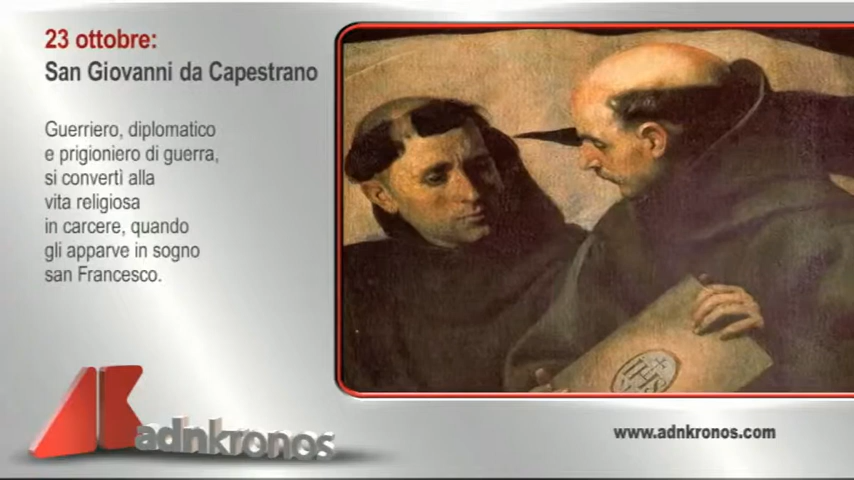 23 ottobre:
San Giovanni da Capestrano
Guerriero, diplomatico
e prigioniero di guerra,
si convertì alla
vita religiosa
in carcere, quando
gli apparve in sogno
san Francesco.
IHS
adnkronos
www.adnkronos.com